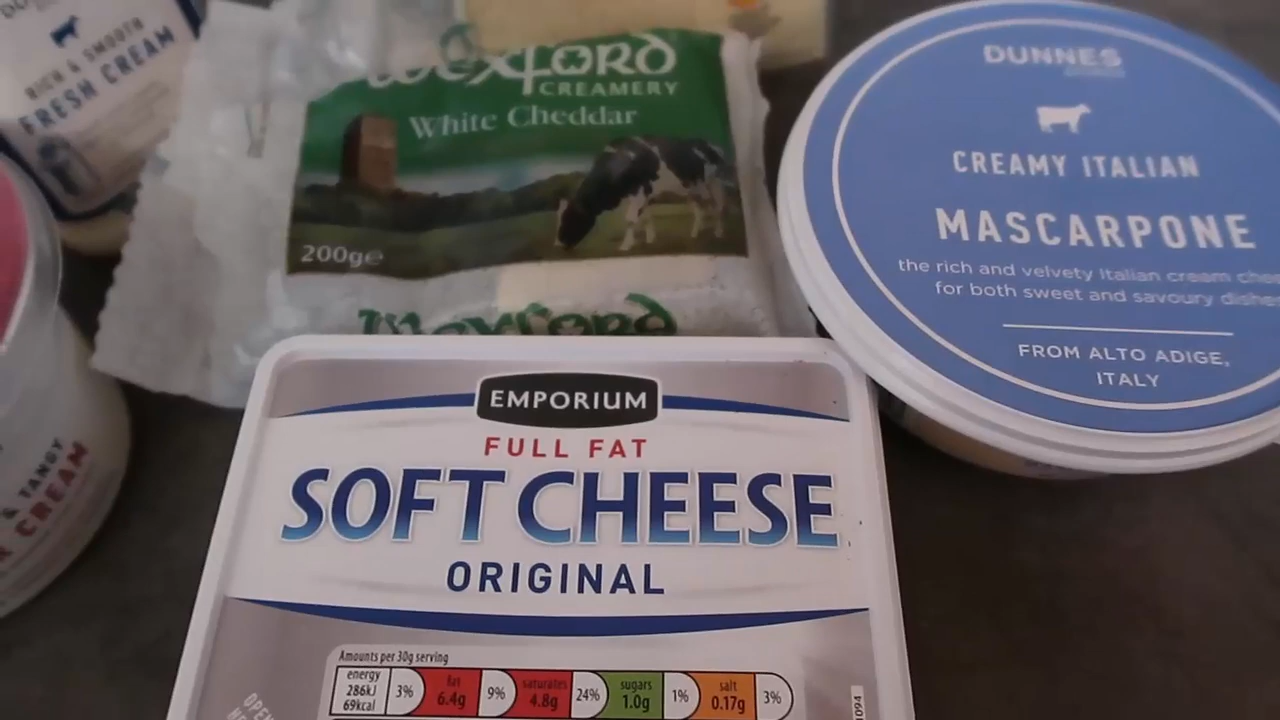 RICH & SMOOTH
FRESH CREAM
Wexford
CREAMERY
White Cheddar
200g e
Wexford
DUNNES
CREAMY ITALIAN
MASCARPONE
the rich and velvety Italian cream
for both sweet and savoury
FROM ALTO ADIGE,
ITALY
& TANGY
CREAM
EMPORIUM
FULL FAT
SOFT CHEESE
ORIGINAL
Amounts per 30g serving
energy 286kJ 69kcal 3% fat 6.4g 9% saturates 4.8g 24% sugars 1.0g 1% salt 0.17g 3%
1094